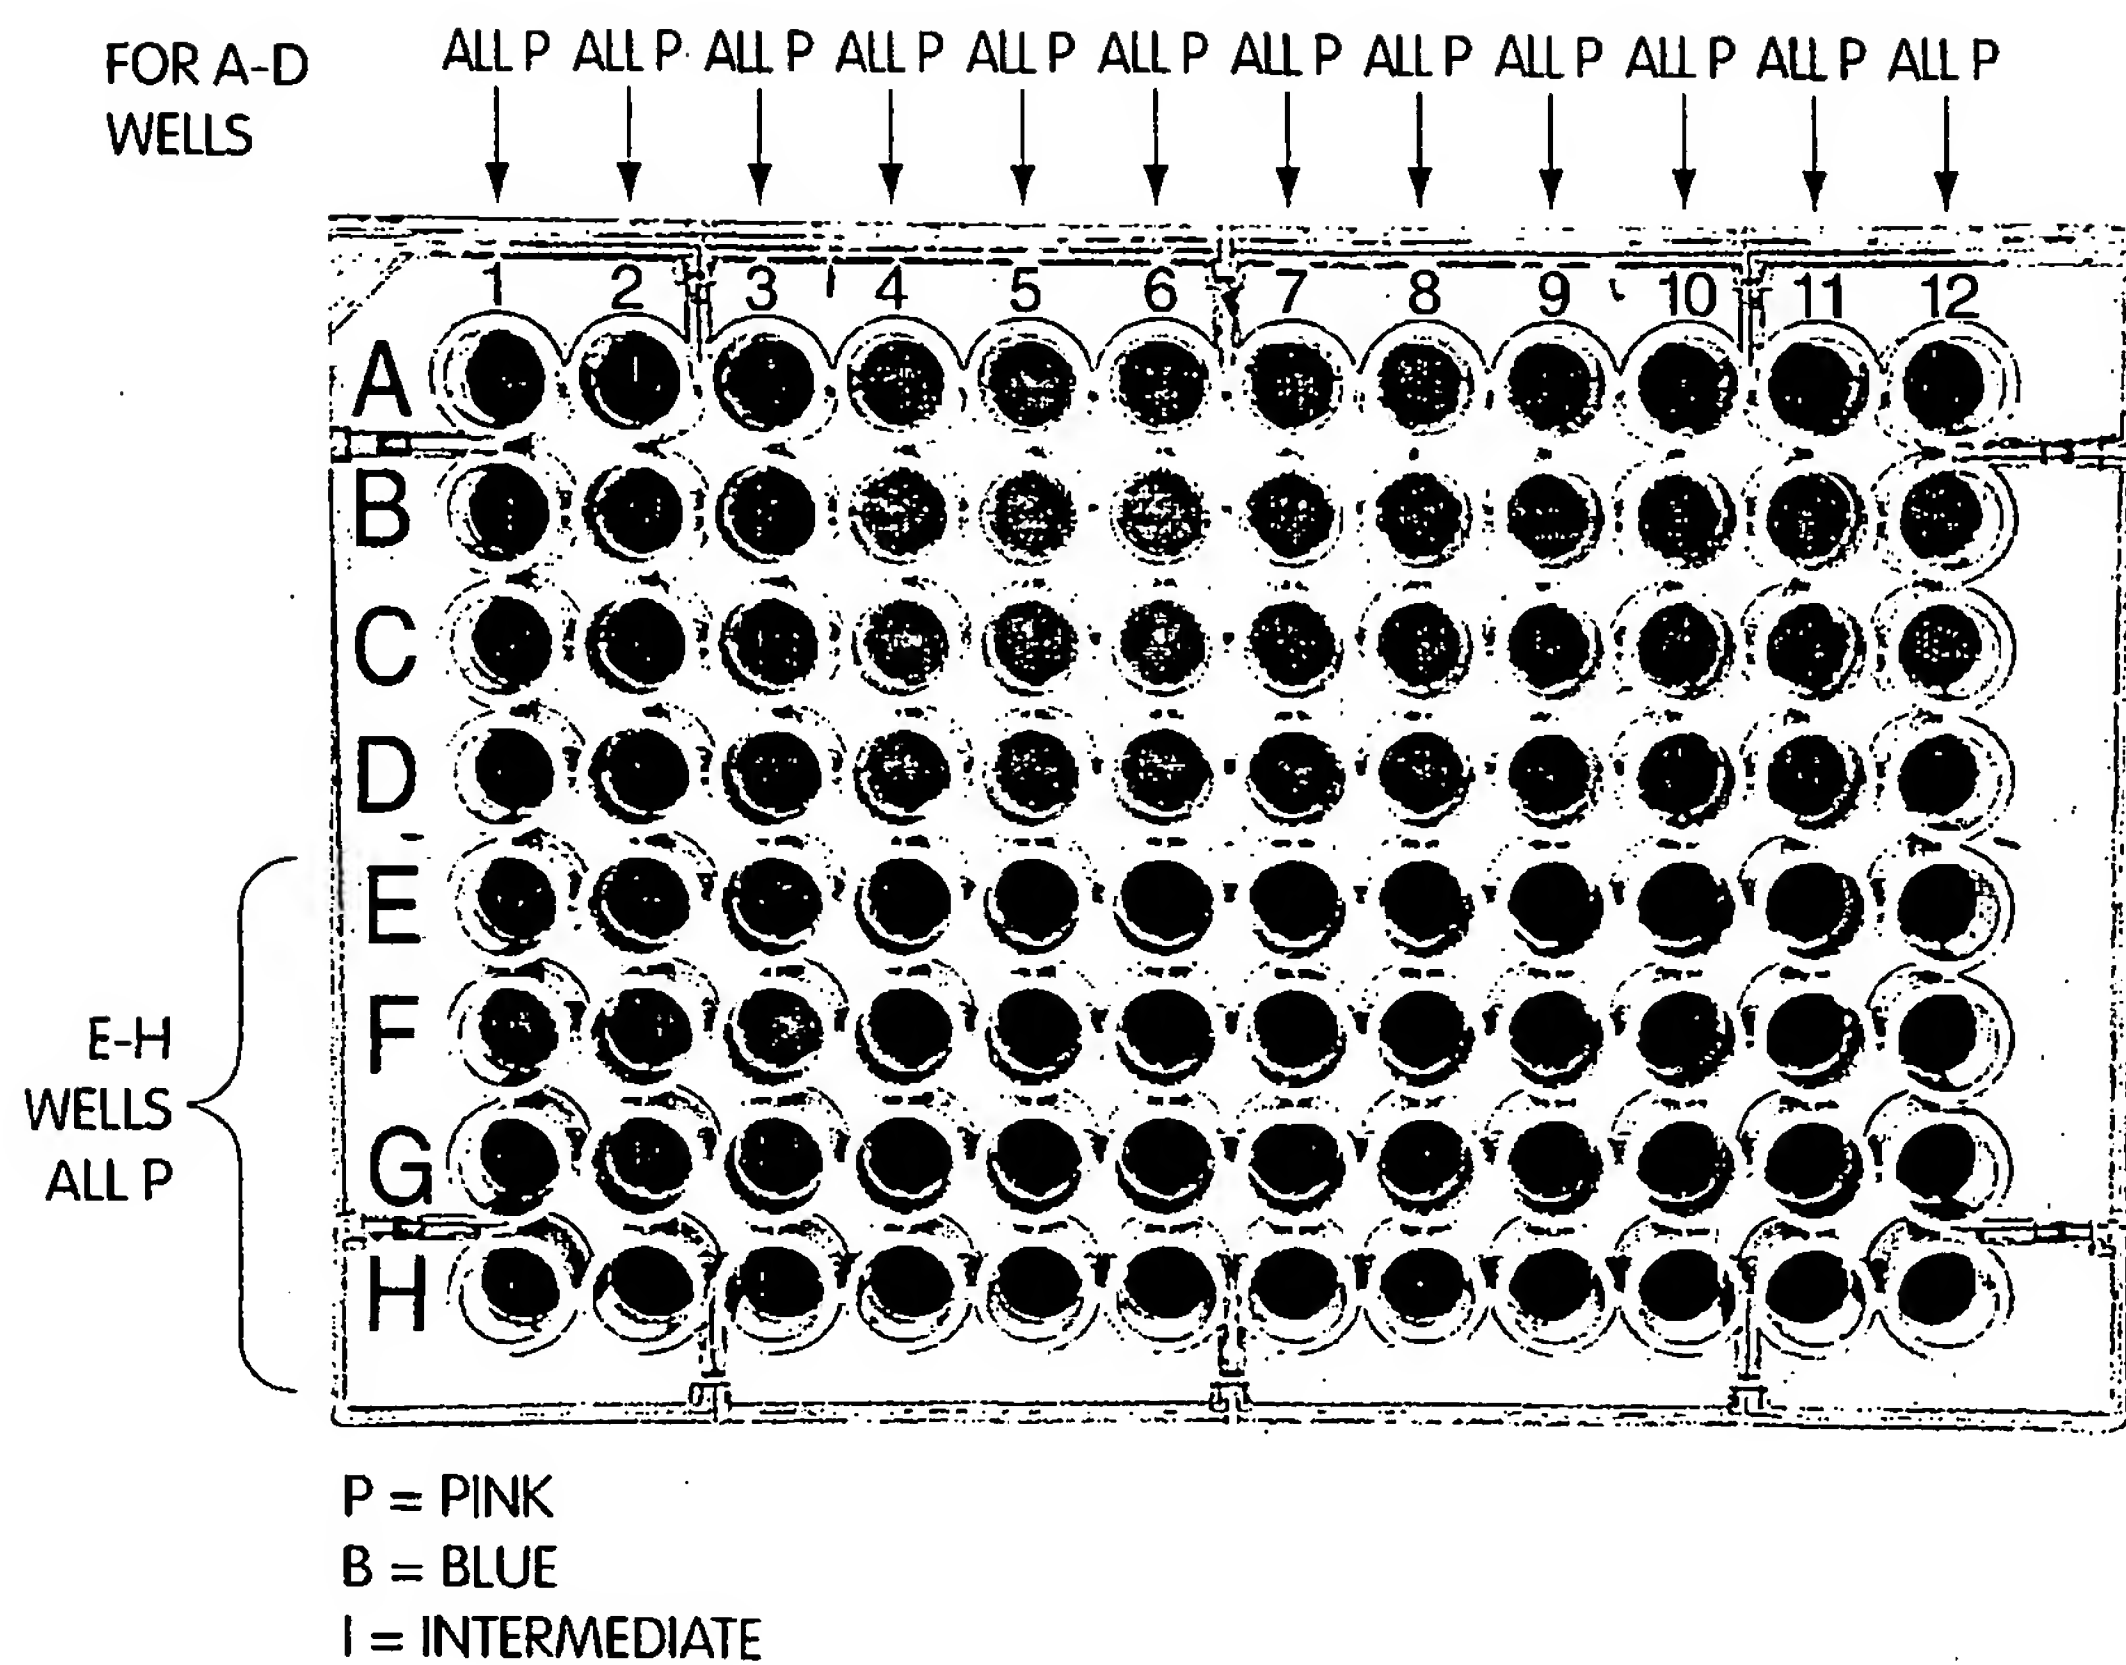 FOR A-D
WELLS
ALL P ALL P ALL P ALL P ALL P ALL P ALL P ALL P ALL P ALL P ALL P ALL P
1 2 3 4 5 6 7 8 9 10 11 12
A
B
C
D
E
F
G
H
E-H
WELLS
ALL P
P = PINK
B = BLUE
I = INTERMEDIATE